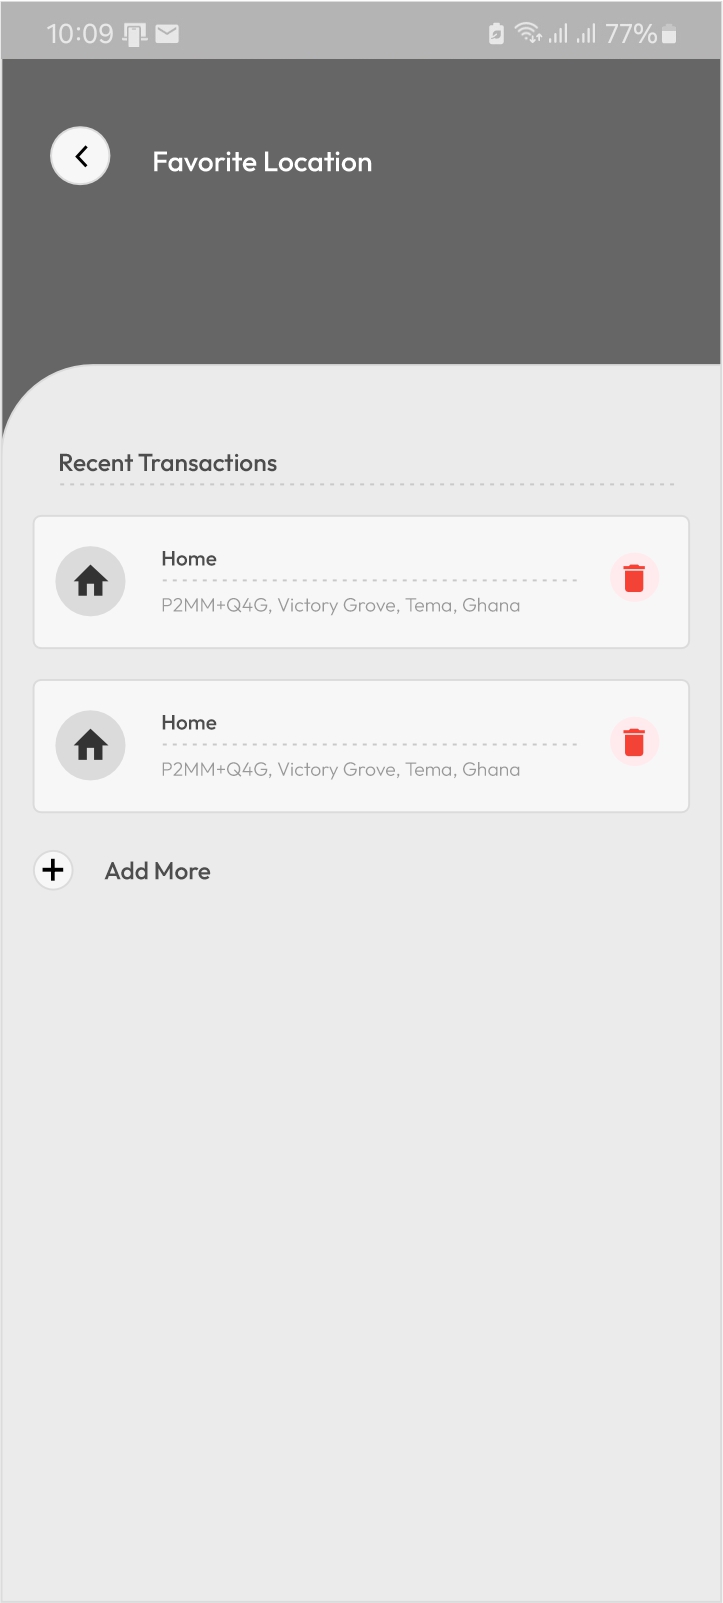 10:09 77%
Favorite Location
Recent Transactions
Home
P2MM+Q4G, Victory Grove, Tema, Ghana
Home
P2MM+Q4G, Victory Grove, Tema, Ghana
Add More